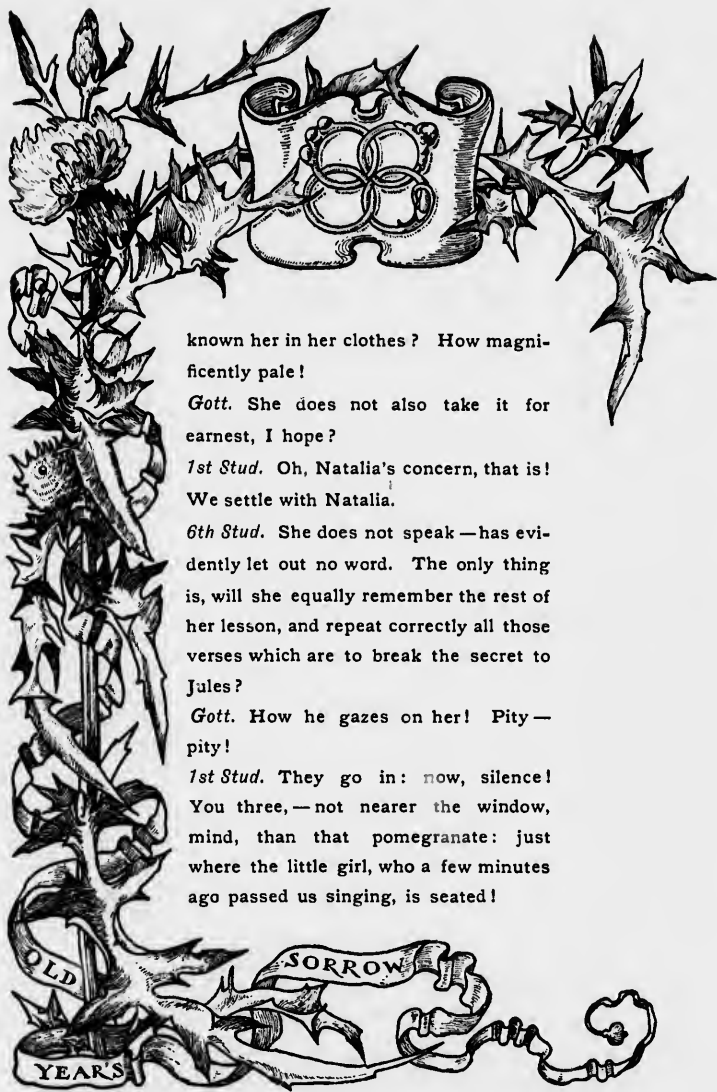 known her in her clothes ? How magni-
ficently pale !
Gott. She does not also take it for
earnest, I hope ?
1st Stud. Oh, Natalia's concern, that is !
We settle with Natalia.
6th Stud. She does not speak — has evi-
dently let out no word. The only thing
is, will she equally remember the rest of
her lesson, and repeat correctly all those
verses which are to break the secret to
Jules ?
Gott. How he gazes on her ! Pity —
pity !
1st Stud. They go in : now, silence !
You three, — not nearer the window,
mind, than that pomegranate : just
where the little girl, who a few minutes
ago passed us singing, is seated !
OLD
YEAR'S
SORROW